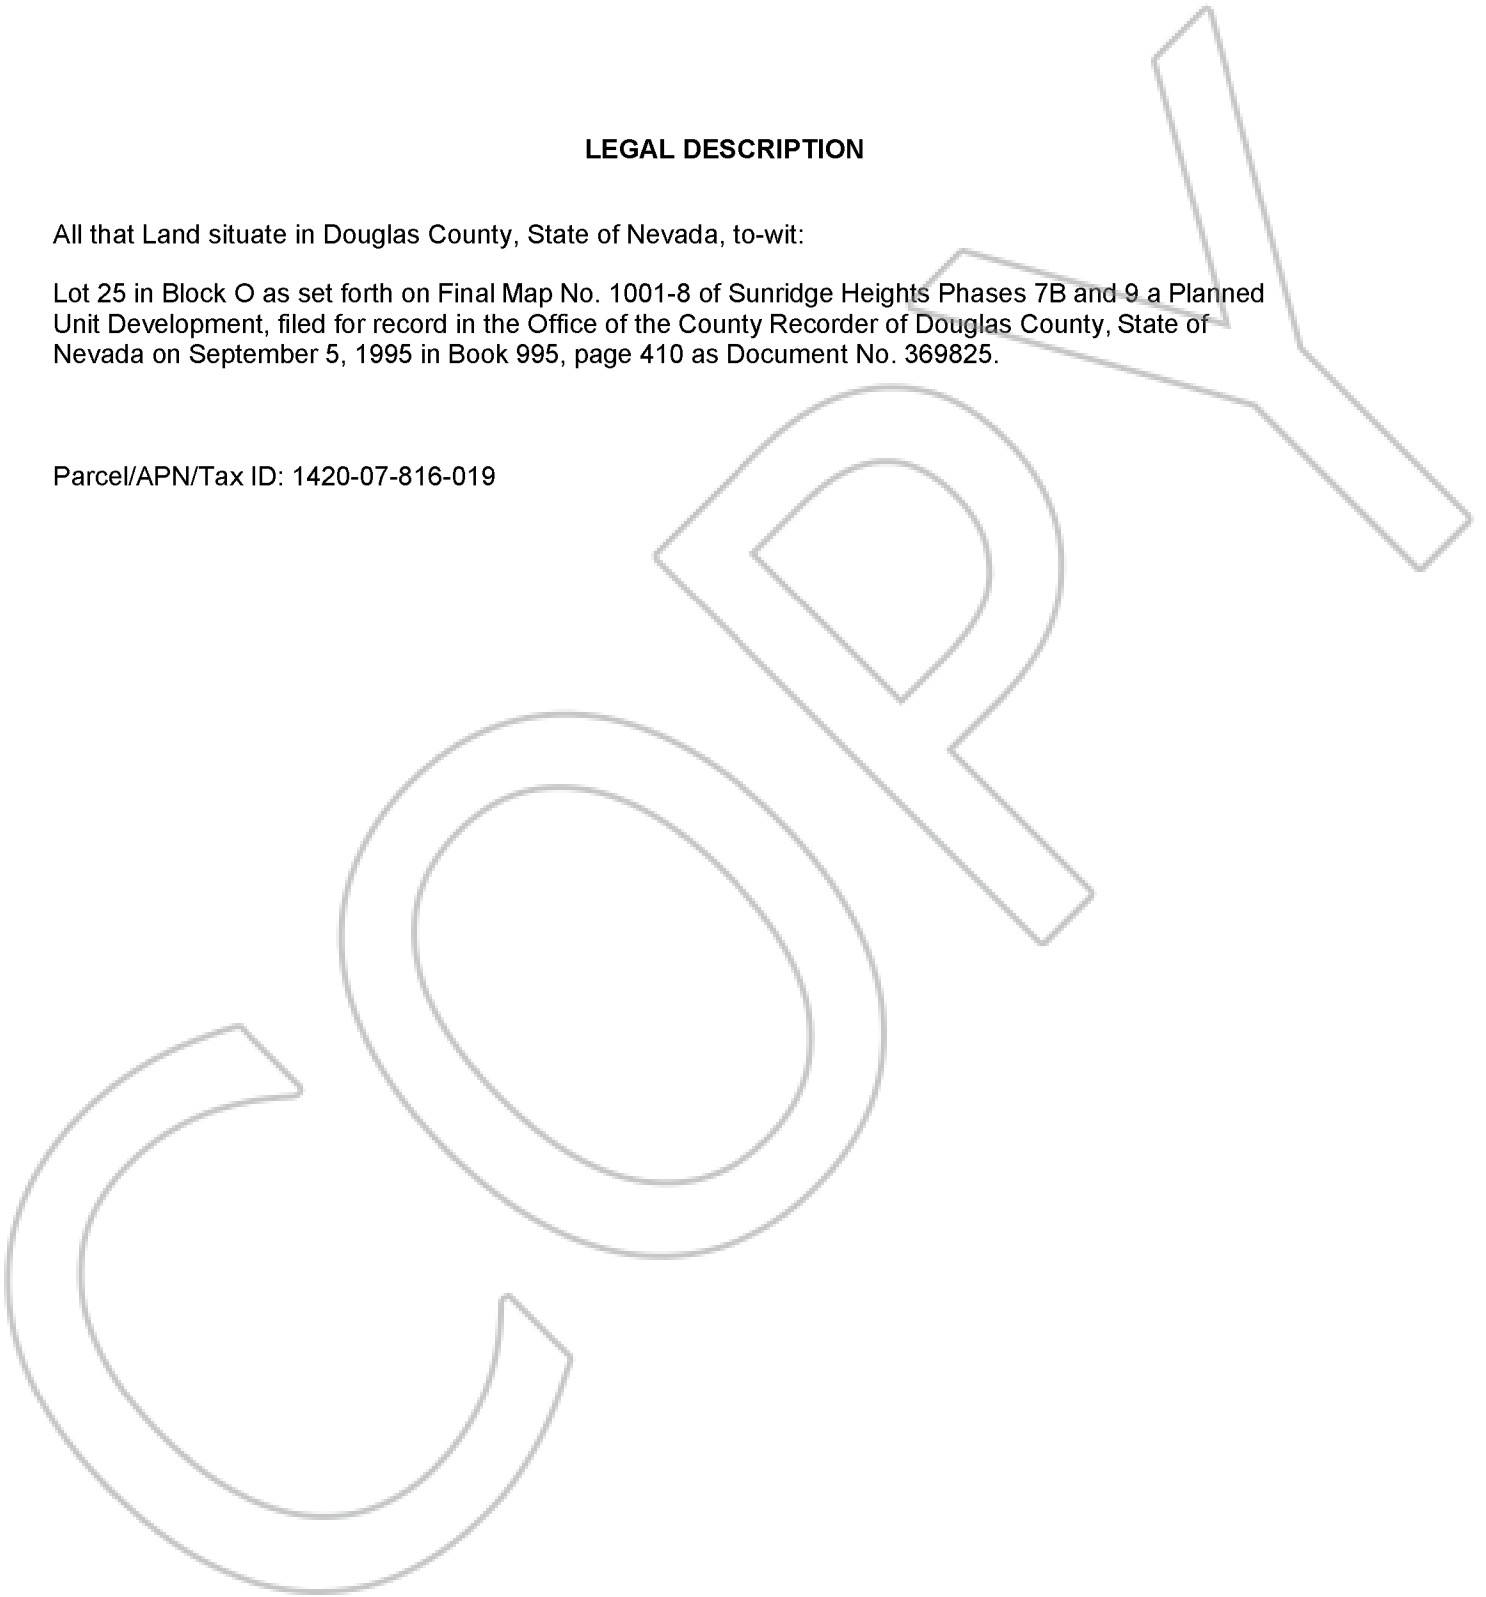 LEGAL DESCRIPTION
All that Land situate in Douglas County, State of Nevada, to-wit:
Lot 25 in Block O as set forth on Final Map No. 1001-8 of Sunridge Heights Phases 7B and 9 a Planned
Unit Development, filed for record in the Office of the County Recorder of Douglas County, State of
Nevada on September 5, 1995 in Book 995, page 410 as Document No. 369825.
Parcel/APN/Tax ID: 1420-07-816-019
COPY